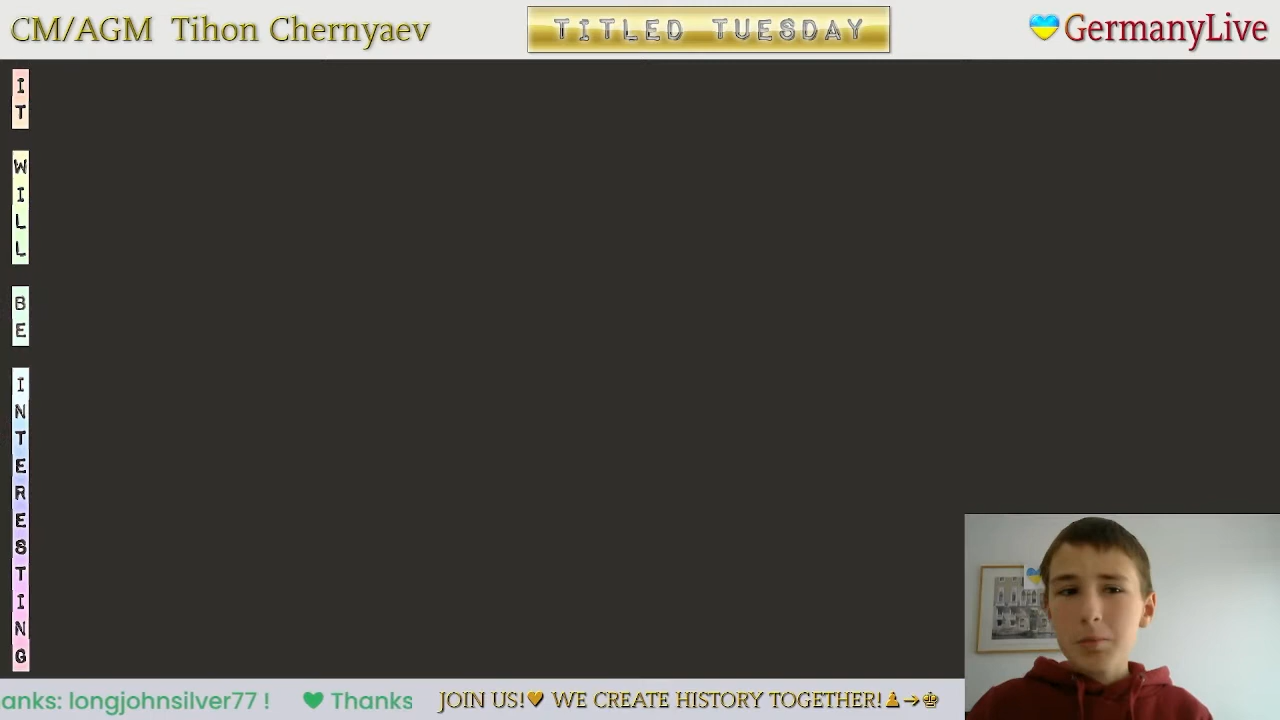 CM/AGM Tihon Chernyaev
TITLED TUESDAY
💙GermanyLive
IT
WILL
BE
INTERESTING
anks: longjohnsilver77 ! 💚 Thanks
JOIN US!🧡 WE CREATE HISTORY TOGETHER!♟→♚